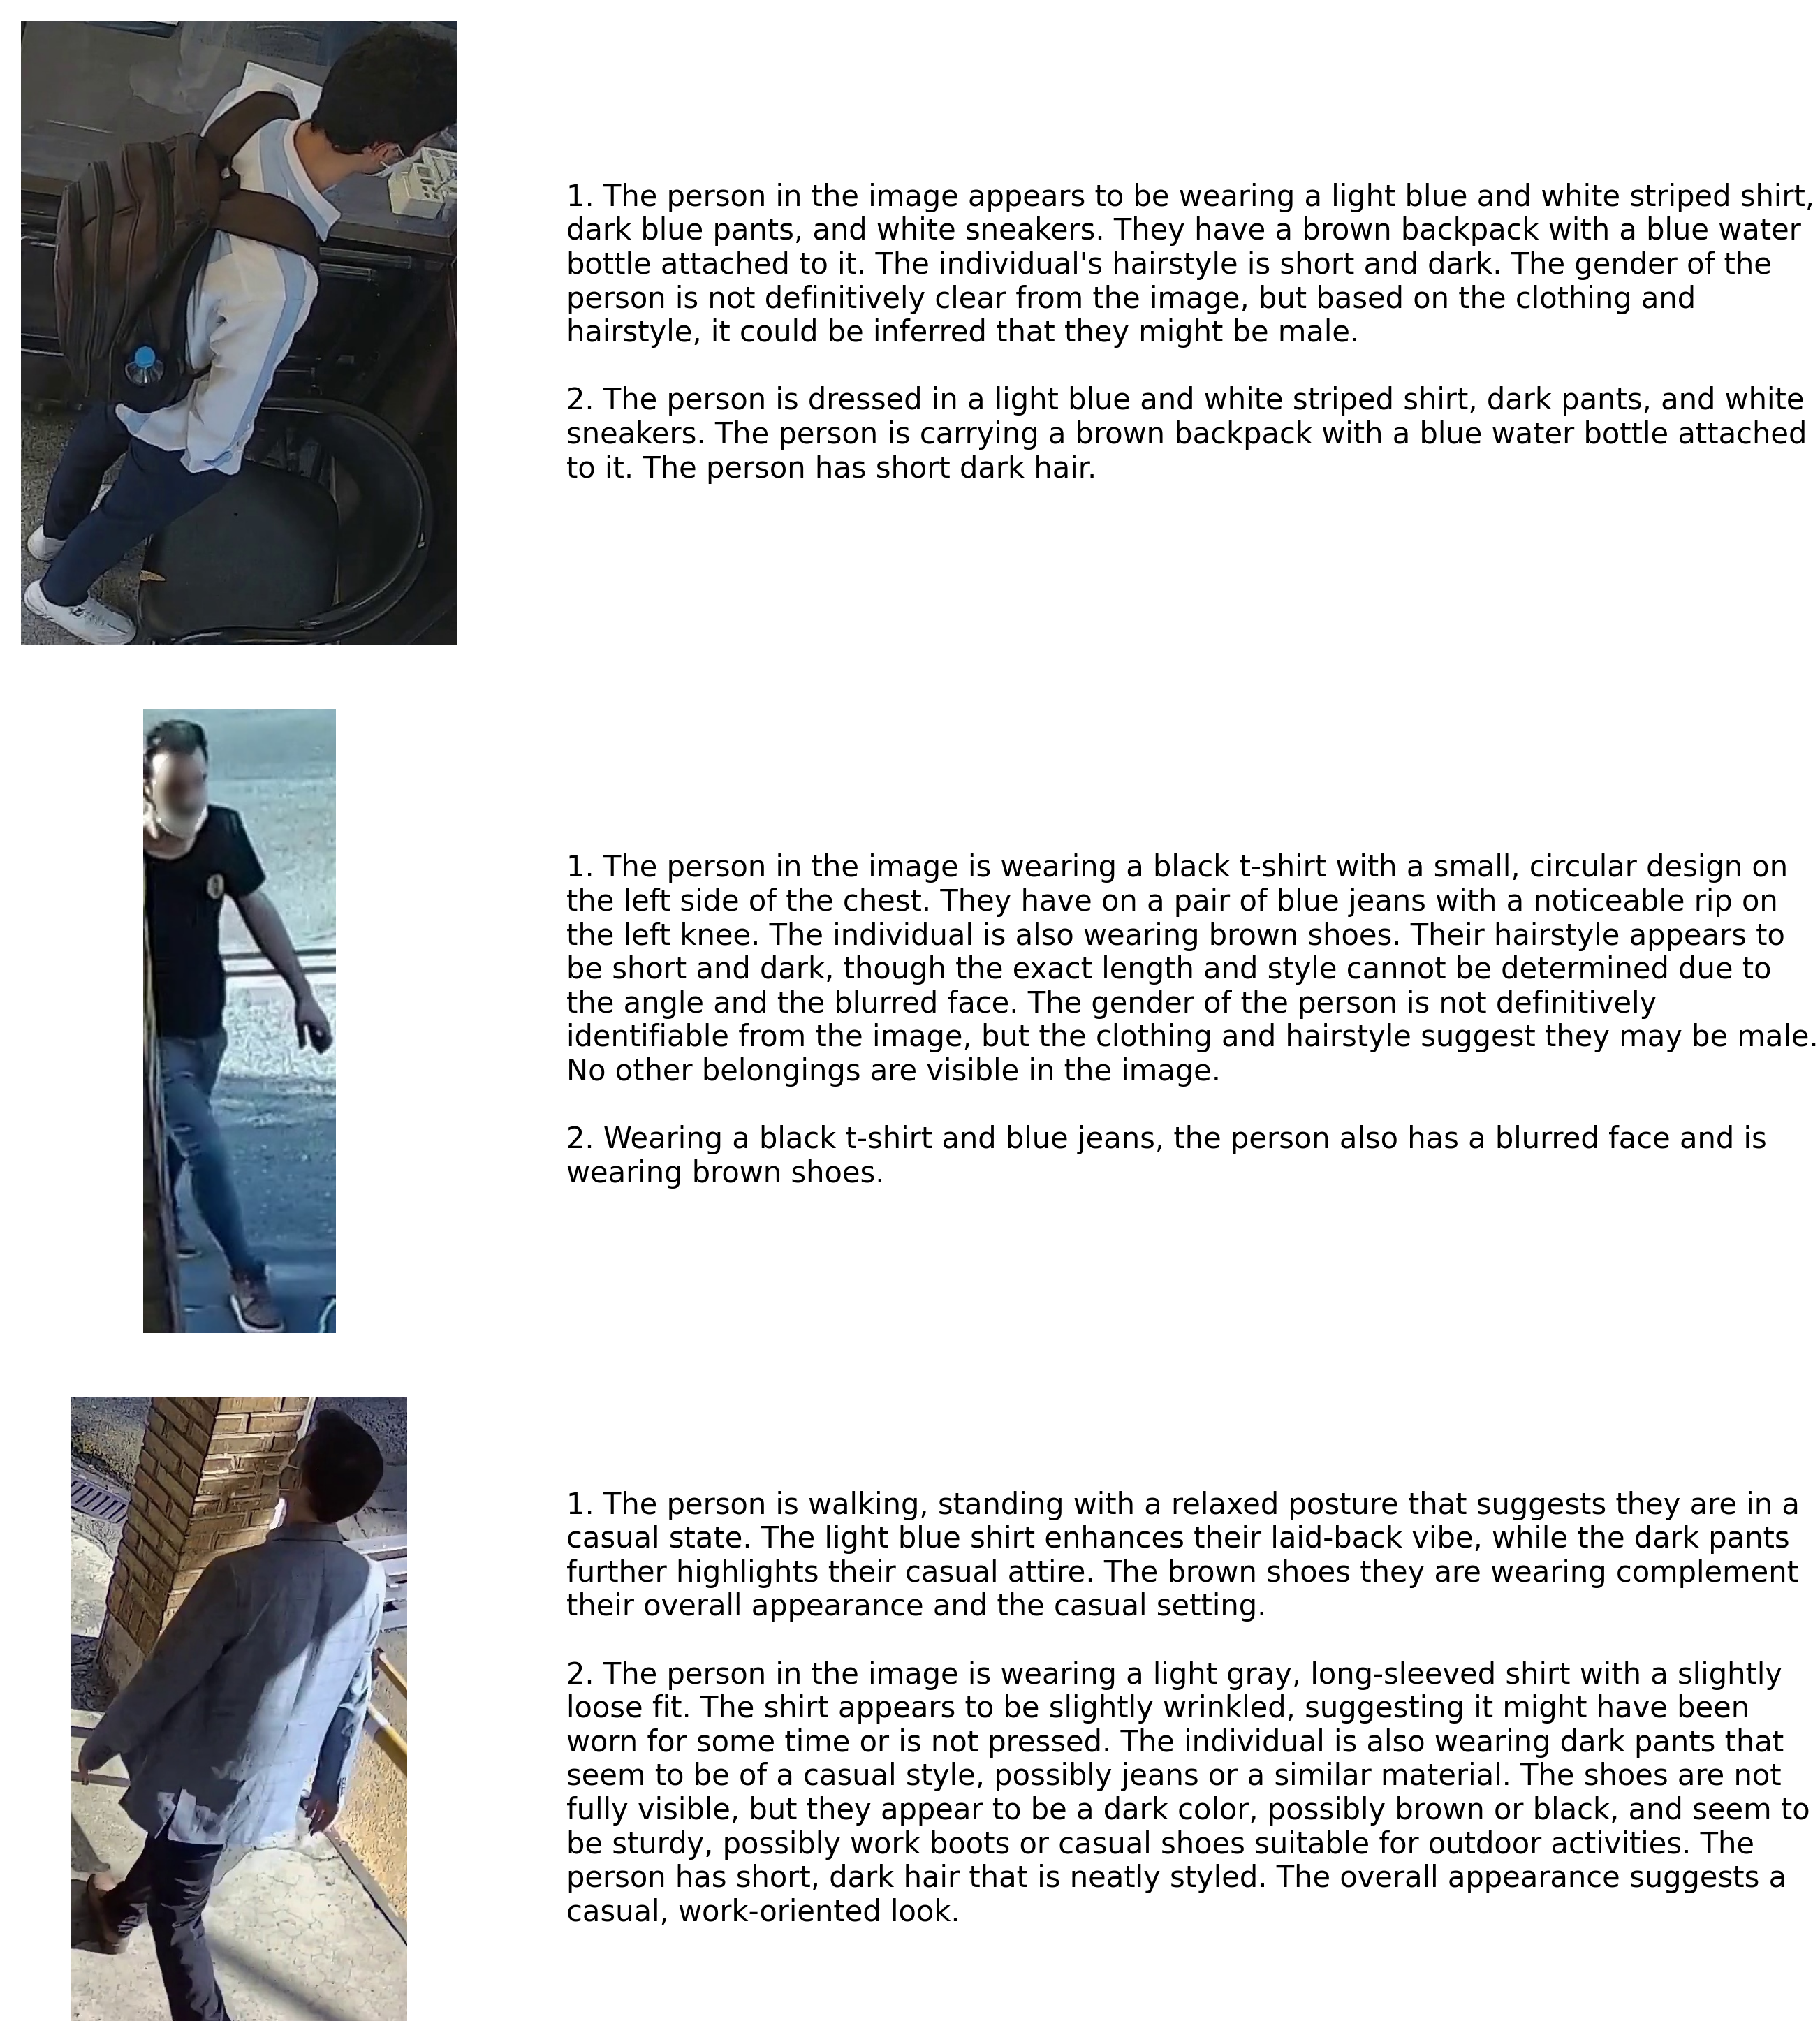 1. The person in the image appears to be wearing a light blue and white striped shirt,
dark blue pants, and white sneakers. They have a brown backpack with a blue water
bottle attached to it. The individual's hairstyle is short and dark. The gender of the
person is not definitively clear from the image, but based on the clothing and
hairstyle, it could be inferred that they might be male.
2. The person is dressed in a light blue and white striped shirt, dark pants, and white
sneakers. The person is carrying a brown backpack with a blue water bottle attached
to it. The person has short dark hair.
1. The person in the image is wearing a black t-shirt with a small, circular design on
the left side of the chest. They have on a pair of blue jeans with a noticeable rip on
the left knee. The individual is also wearing brown shoes. Their hairstyle appears to
be short and dark, though the exact length and style cannot be determined due to
the angle and the blurred face. The gender of the person is not definitively
identifiable from the image, but the clothing and hairstyle suggest they may be male.
No other belongings are visible in the image.
2. Wearing a black t-shirt and blue jeans, the person also has a blurred face and is
wearing brown shoes.
1. The person is walking, standing with a relaxed posture that suggests they are in a
casual state. The light blue shirt enhances their laid-back vibe, while the dark pants
further highlights their casual attire. The brown shoes they are wearing complement
their overall appearance and the casual setting.
2. The person in the image is wearing a light gray, long-sleeved shirt with a slightly
loose fit. The shirt appears to be slightly wrinkled, suggesting it might have been
worn for some time or is not pressed. The individual is also wearing dark pants that
seem to be of a casual style, possibly jeans or a similar material. The shoes are not
fully visible, but they appear to be a dark color, possibly brown or black, and seem to
be sturdy, possibly work boots or casual shoes suitable for outdoor activities. The
person has short, dark hair that is neatly styled. The overall appearance suggests a
casual, work-oriented look.